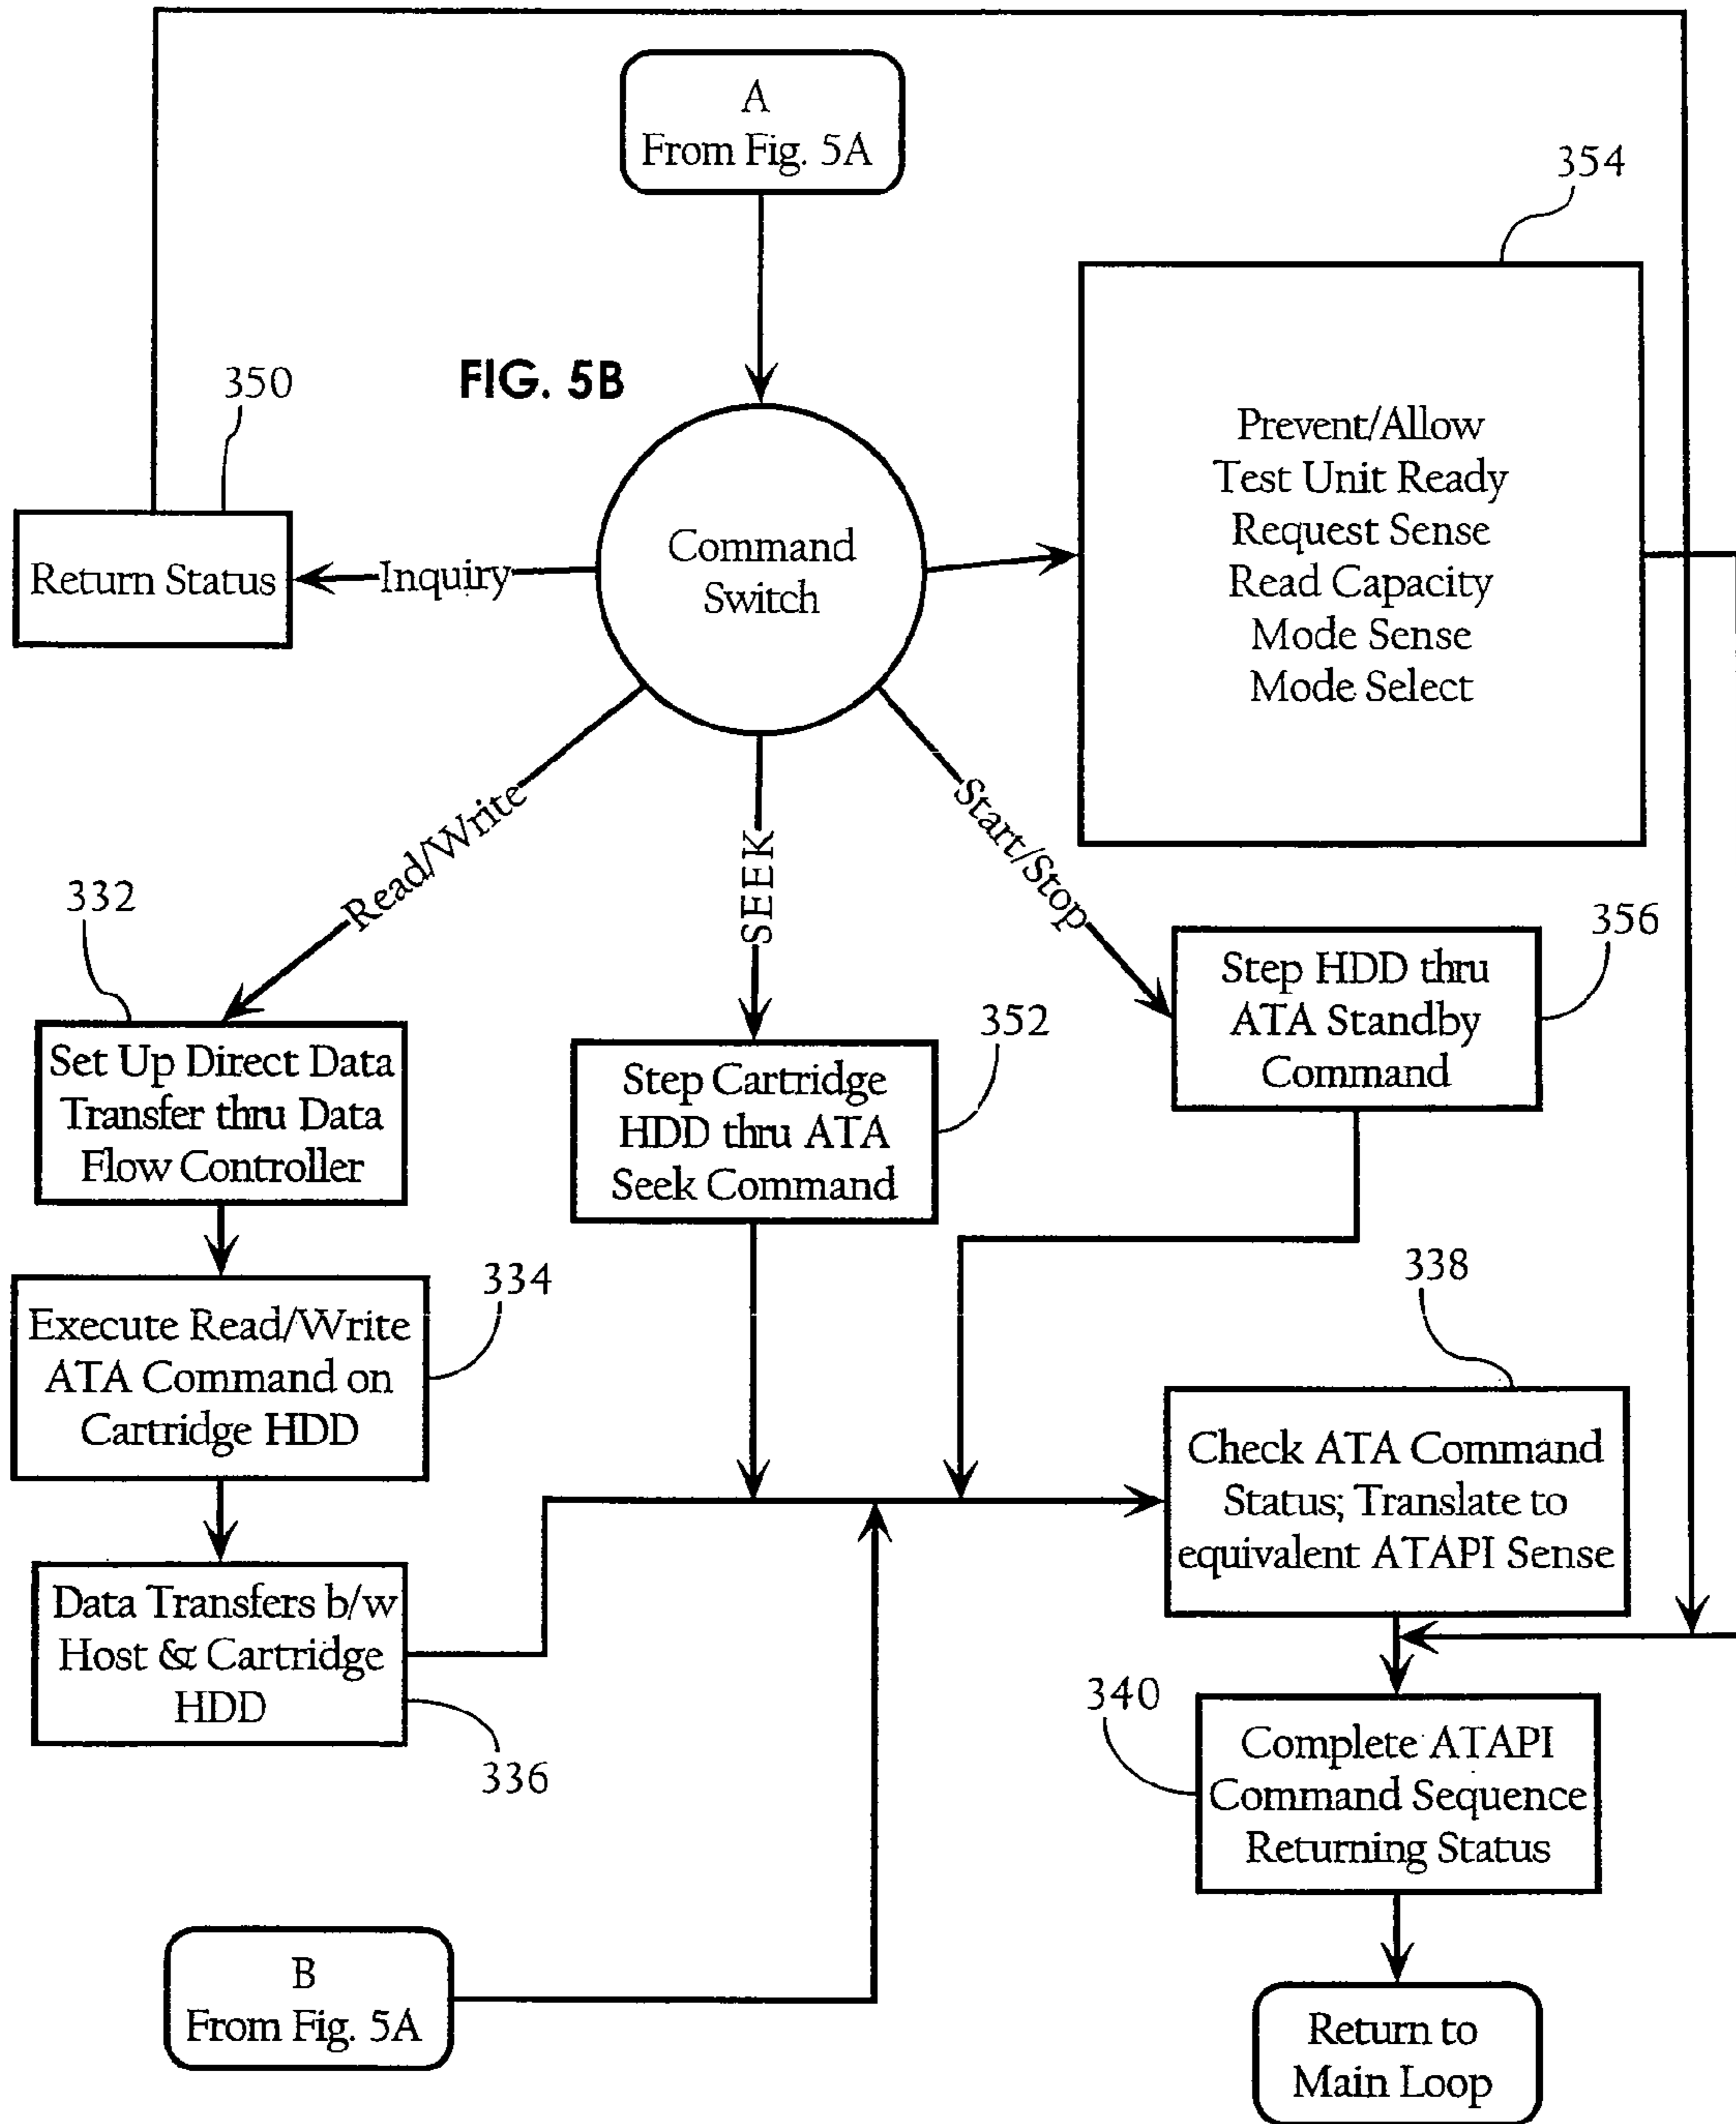 A
From Fig. 5A
354
FIG. 5B
350
Prevent/Allow
Test Unit Ready
Request Sense
Read Capacity
Mode Sense
Mode Select
Command
Switch
Inquiry
Return Status
Read/Write
SEEK
Start/Stop
332
356
Step HDD thru
ATA Standby
Command
352
Set Up Direct Data
Transfer thru Data
Flow Controller
Step Cartridge
HDD thru ATA
Seek Command
334
338
Execute Read/Write
ATA Command on
Cartridge HDD
Check ATA Command
Status; Translate to
equivalent ATAPI Sense
Data Transfers b/w
Host & Cartridge
HDD
336
340
Complete ATAPI
Command Sequence
Returning Status
B
From Fig. 5A
Return to
Main Loop